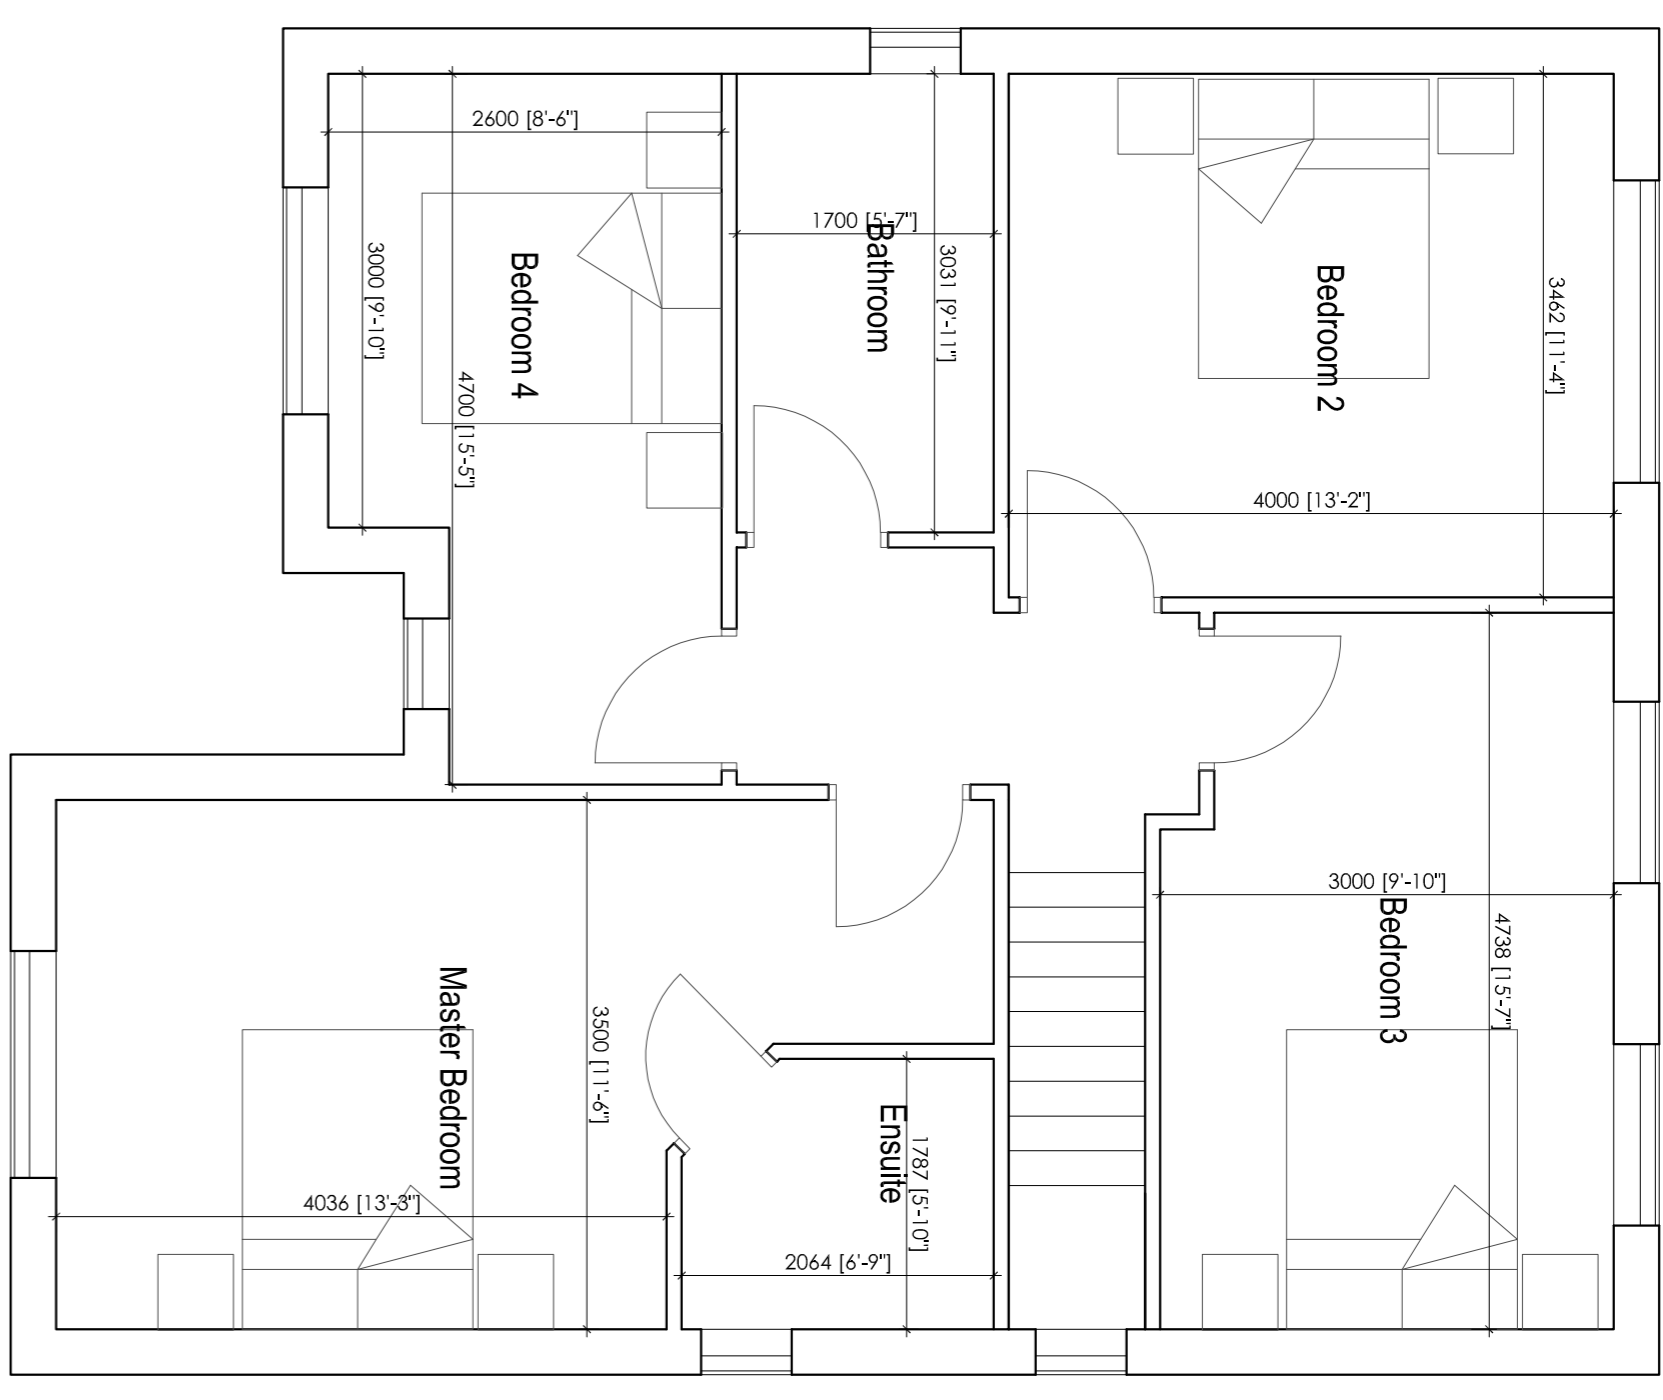 2600 [8'-6"]
3000 [9'-10"]
4700 [15'-5"]
Bedroom 4
1700 [5'-7"]
Bathroom
3031 [9'-11"]
Bedroom 2
3462 [11'-4"]
4000 [13'-2"]
3000 [9'-10"]
Bedroom 3
4738 [15'-7"]
Master Bedroom
3500 [11'-6"]
4036 [13'-3"]
Ensuite
1787 [5'-10"]
2064 [6'-9"]